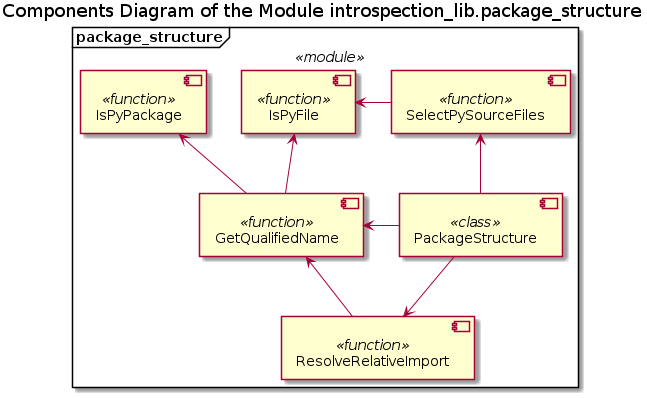 Components Diagram of the Module introspection_lib.package_structure
package_structure
«module»
«function»
IsPyPackage
«function»
IsPyFile
«function»
SelectPySourceFiles
«function»
GetQualifiedName
«class»
PackageStructure
«function»
ResolveRelativeImport